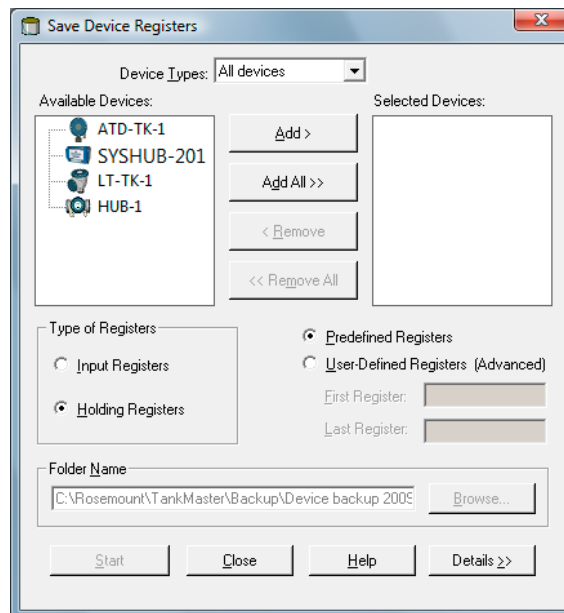 Save Device Registers
Device Types: All devices
Available Devices:
Selected Devices:
ATD-TK-1
SYSHUB-201
LT-TK-1
HUB-1
Add >
Add All >>
< Remove
<< Remove All
Type of Registers
Input Registers
Holding Registers
Predefined Registers
User-Defined Registers (Advanced)
First Register:
Last Register:
Folder Name
C:\Rosemount\TankMaster\Backup\Device backup 2009
Browse...
Start
Close
Help
Details >>